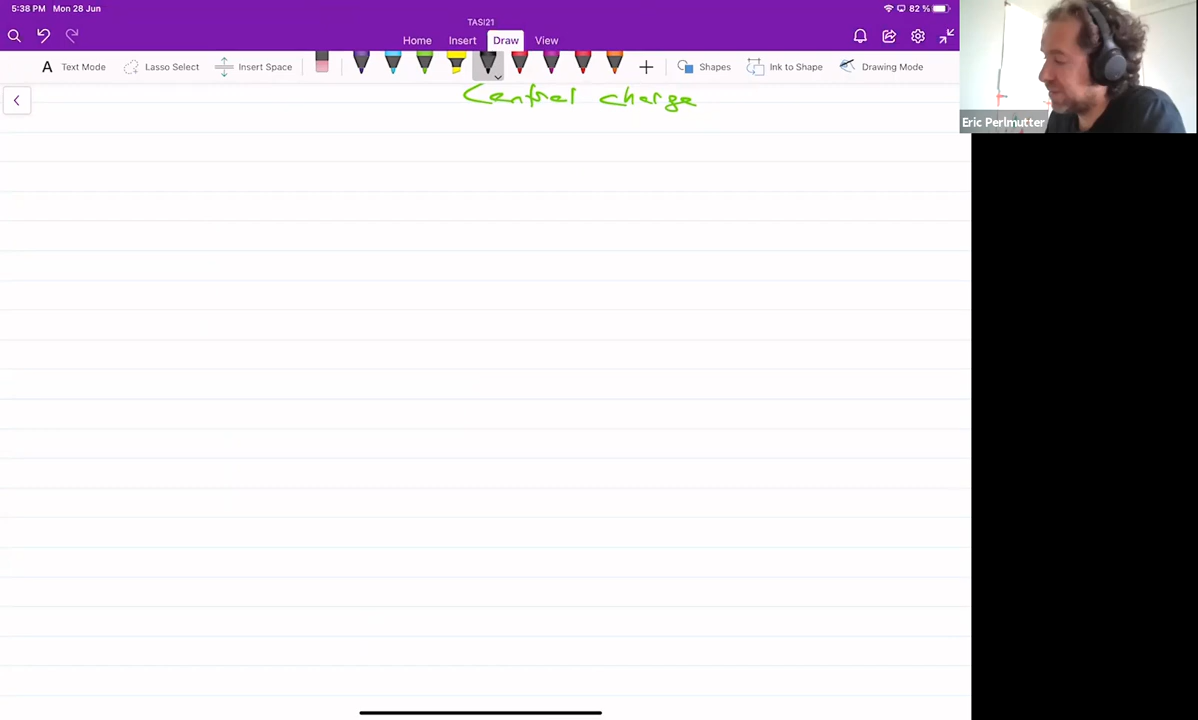 5:38 PM Mon 28 Jun
82 %
TASI21
Home Insert Draw View
A Text Mode Lasso Select Insert Space Shapes Ink to Shape Drawing Mode
Central charge
Eric Perlmutter